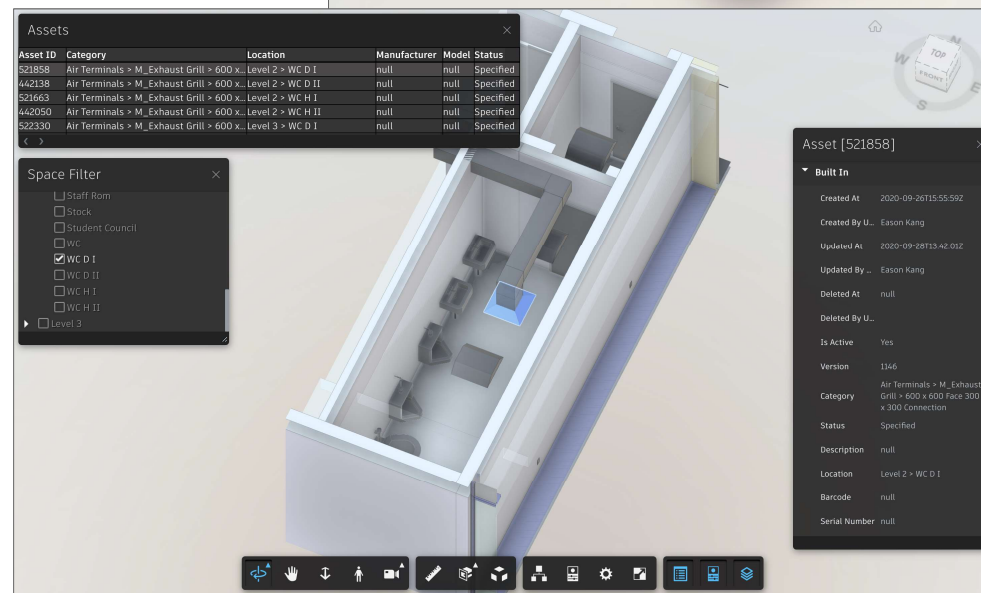 Assets
Asset ID Category Location Manufacturer Model Status
521858 Air Terminals > M_Exhaust Grill > 600 x... Level 2 > WC D I null null Specified
442138 Air Terminals > M_Exhaust Grill > 600 x... Level 2 > WC D II null null Specified
521663 Air Terminals > M_Exhaust Grill > 600 x... Level 2 > WC H I null null Specified
442050 Air Terminals > M_Exhaust Grill > 600 x... Level 2 > WC H II null null Specified
522330 Air Terminals > M_Exhaust Grill > 600 x... Level 3 > WC D I null null Specified
Space Filter
Staff Rom
Stock
Student Council
WC
WC D I
WC D II
WC H I
WC H II
Level 3
N
W
TOP
FRONT
E
S
Asset [521858]
Built In
Created At 2020-09-26T15:55:59Z
Created By U... Eason Kang
Updated At 2020-09-28T13:42:01Z
Updated By ... Eason Kang
Deleted At null
Deleted By U...
Is Active Yes
Version 1146
Category Air Terminals > M_Exhaust
Grill > 600 x 600 Face 300
x 300 Connection
Status Specified
Description null
Location Level 2 > WC D I
Barcode null
Serial Number null